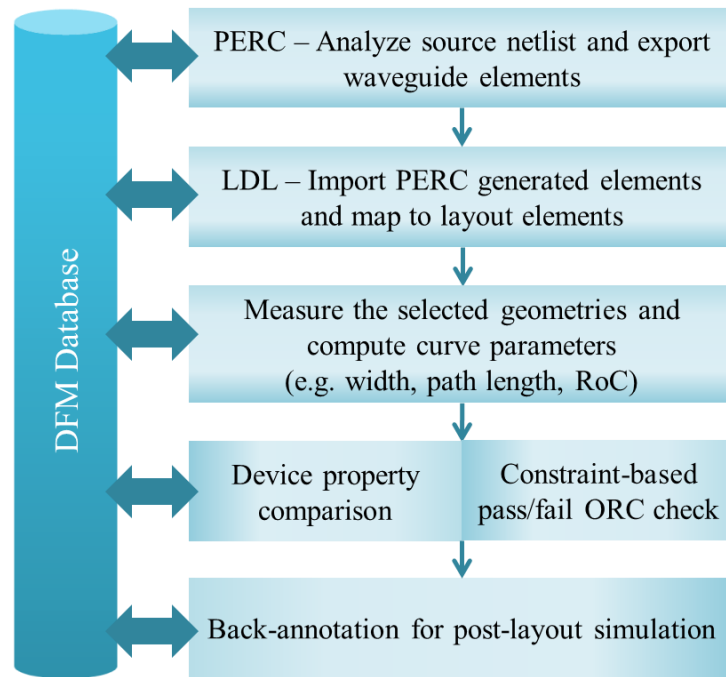 DFM Database
PERC – Analyze source netlist and export
waveguide elements
LDL – Import PERC generated elements
and map to layout elements
Measure the selected geometries and
compute curve parameters
(e.g. width, path length, RoC)
Device property
comparison
Constraint-based
pass/fail ORC check
Back-annotation for post-layout simulation